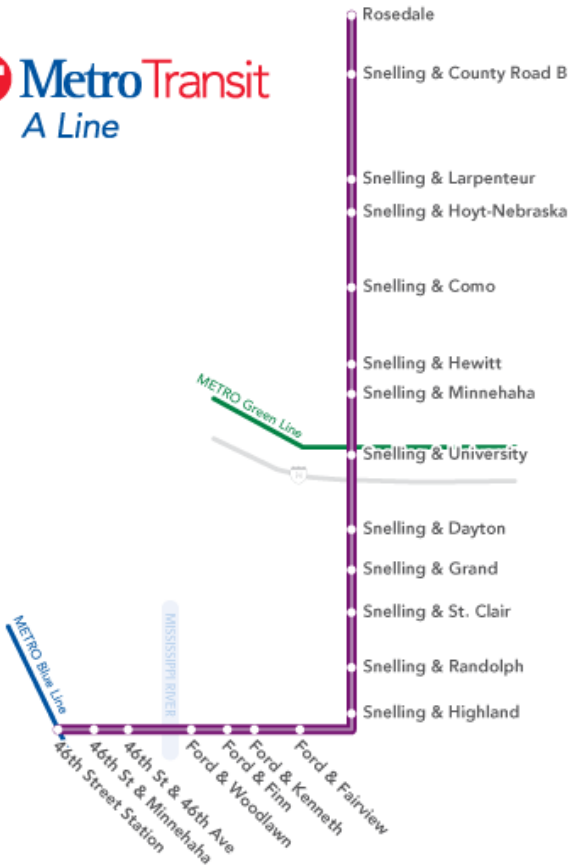 Rosedale
MetroTransit
A Line
Snelling & County Road B
Snelling & Larpenteur
Snelling & Hoyt-Nebraska
Snelling & Como
Snelling & Hewitt
METRO Green Line
Snelling & Minnehaha
Snelling & University
Snelling & Dayton
Snelling & Grand
Snelling & St. Clair
METRO Blue Line
MISSISSIPPI RIVER
Snelling & Randolph
Snelling & Highland
46th Street Station
46th St & Minnehaha
46th St & 46th Ave
Ford & Woodlawn
Ford & Finn
Ford & Kenneth
Ford & Fairview